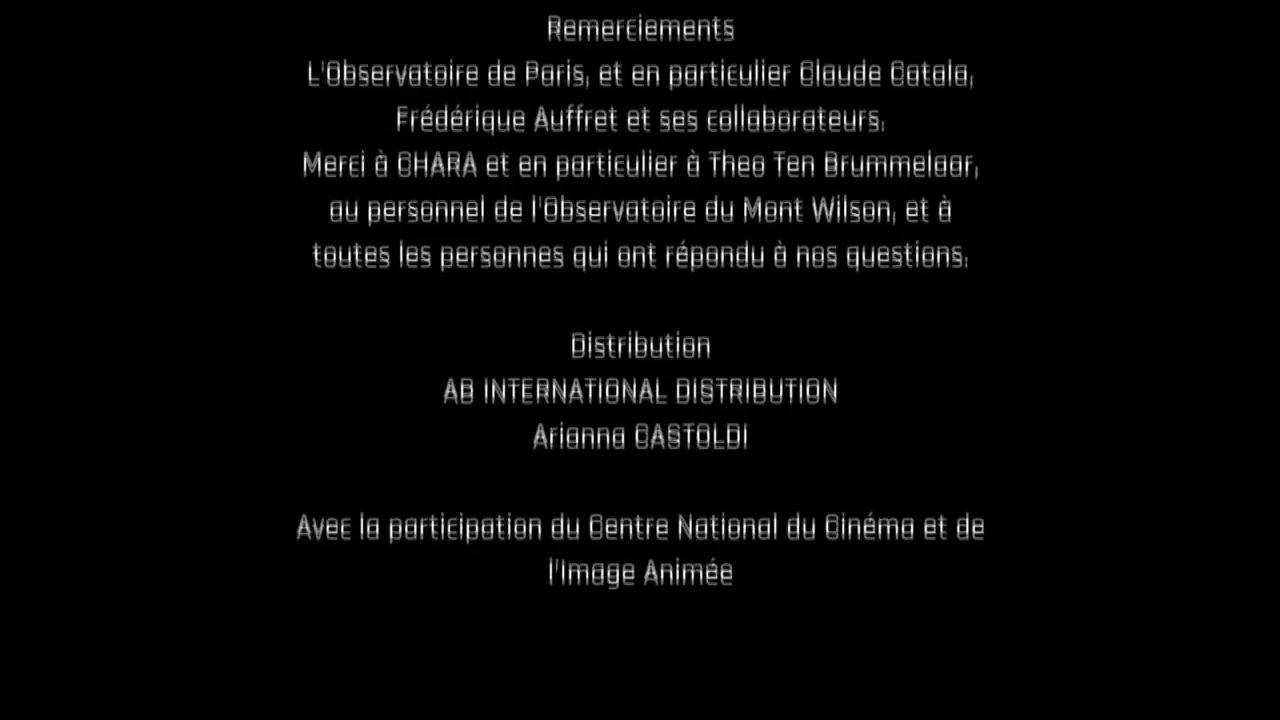 Remerciements
L'Observatoire de Paris, et en particulier Claude Catala,
Frédérique Auffret et ses collaborateurs.
Merci à CHARA et en particulier à Theo Ten Brummelaar,
au personnel de l'Observatoire du Mont Wilson, et à
toutes les personnes qui ont répondu à nos questions.
Distribution
AB INTERNATIONAL DISTRIBUTION
Arianna CASTOLDI
Avec la participation du Centre National du Cinéma et de
l'Image Animée